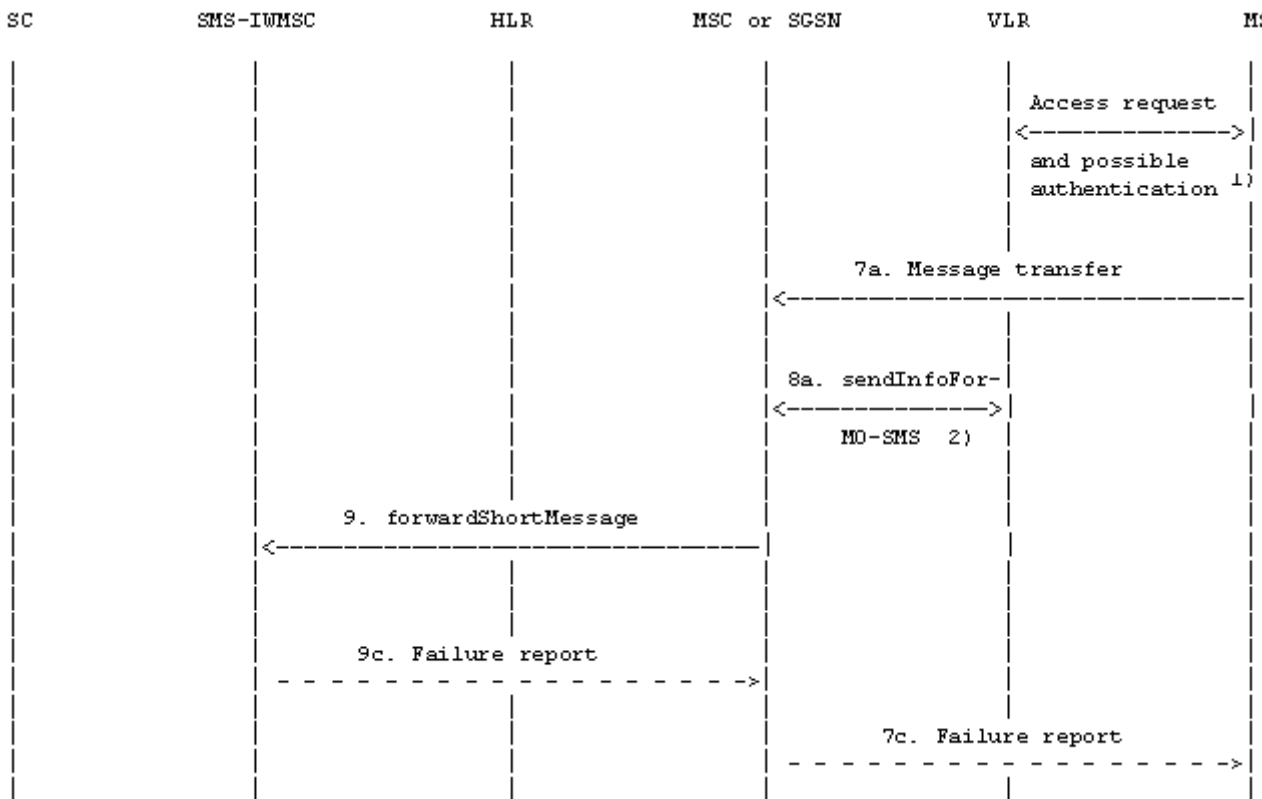 SC SMS-IWMSC HLR MSC or SGSN VLR MS
Access request
and possible
authentication 1)
7a. Message transfer
8a. sendInfoFor-
MO-SMS 2)
9. forwardShortMessage
9c. Failure report
7c. Failure report